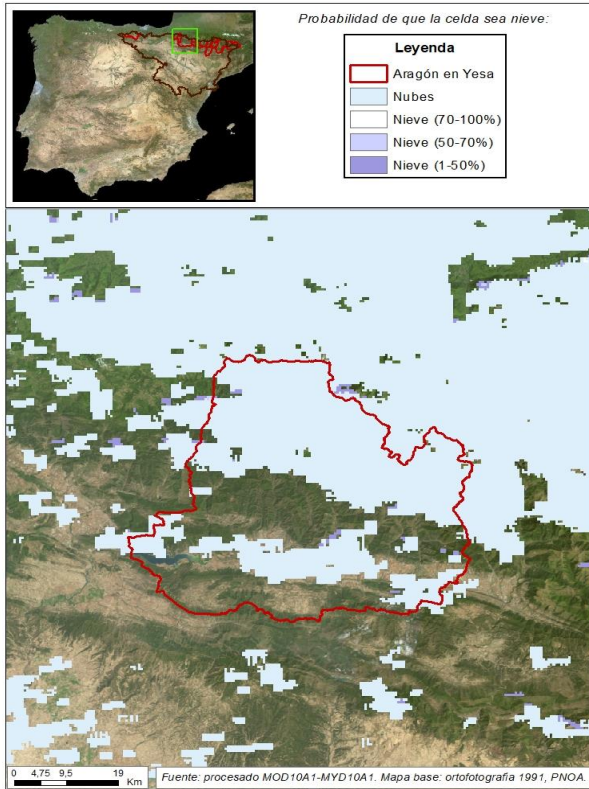 Probabilidad de que la celda sea nieve:
Leyenda
Aragón en Yesa
Nubes
Nieve (70-100%)
Nieve (50-70%)
Nieve (1-50%)
0 4,75 9,5 19
Km
Fuente: procesado MOD10A1-MYD10A1. Mapa base: ortofotografia 1991, PNOA.